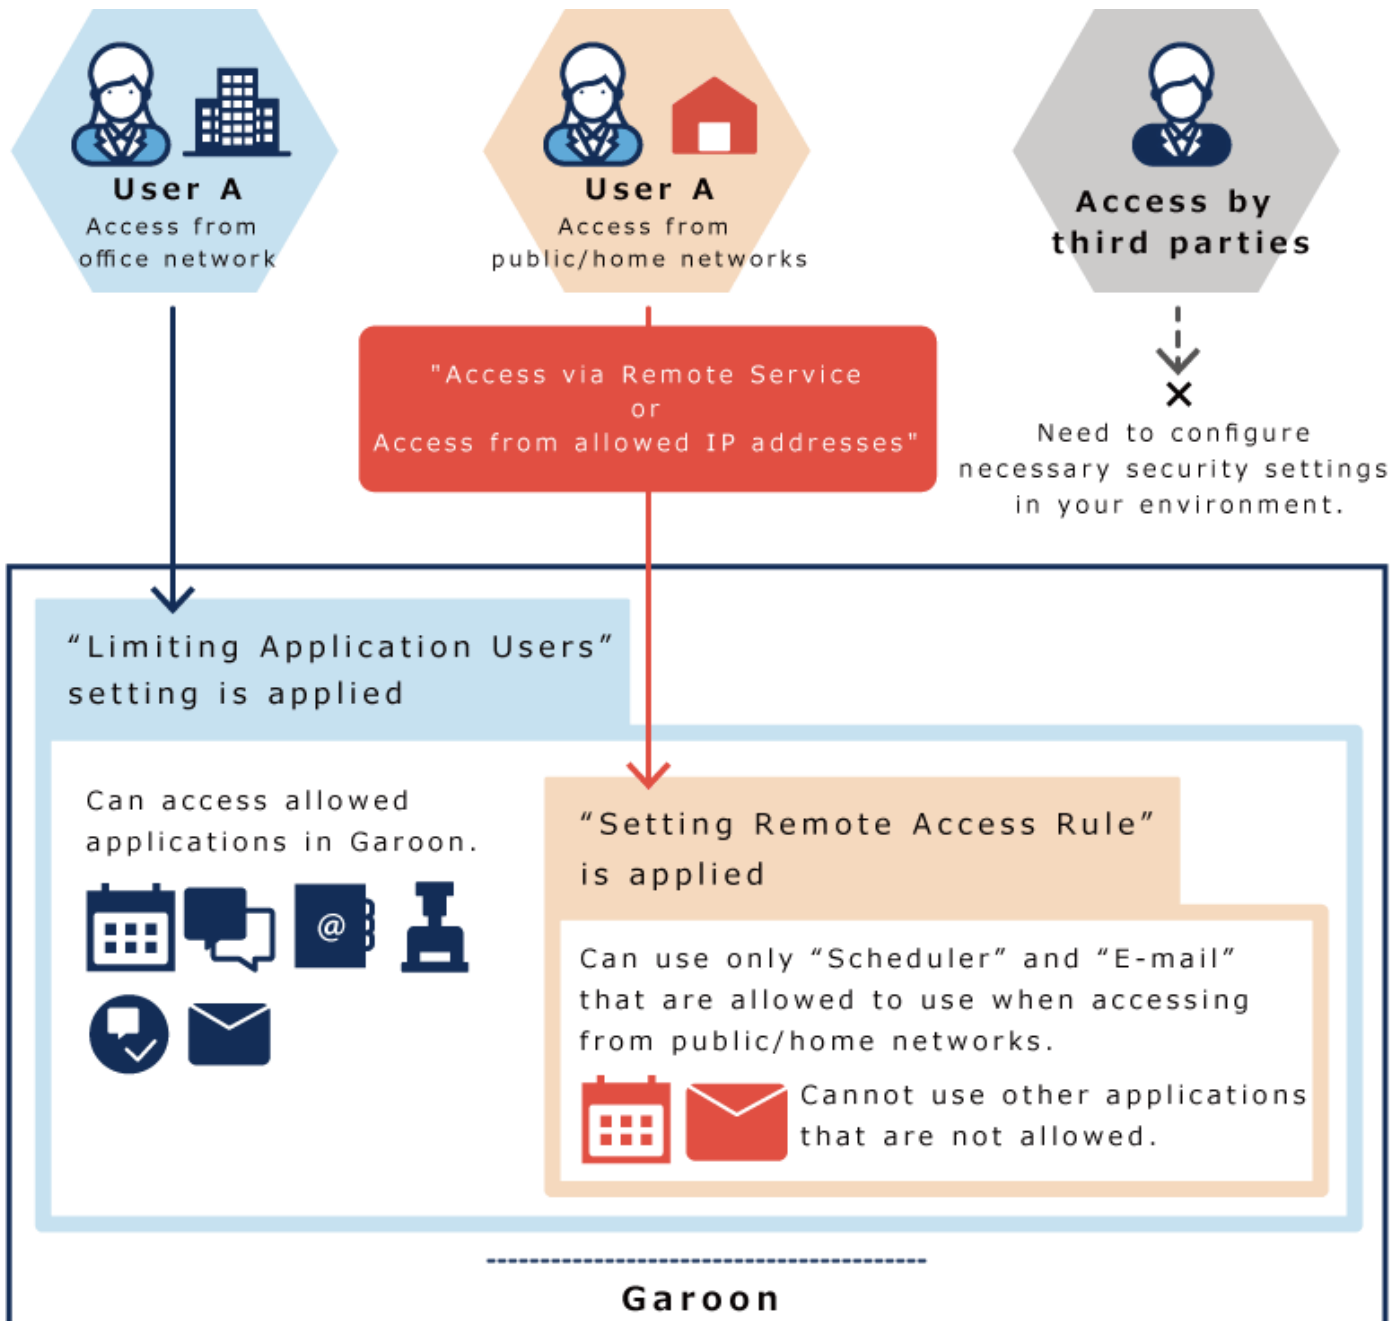 User A
Access from
office network
User A
Access from
public/home networks
Access by
third parties
"Access via Remote Service
or
Access from allowed IP addresses"
Need to configure
necessary security settings
in your environment.
“Limiting Application Users”
setting is applied
Can access allowed
applications in Garoon.
@
“Setting Remote Access Rule”
is applied
Can use only “Scheduler” and “E-mail”
that are allowed to use when accessing
from public/home networks.
Cannot use other applications
that are not allowed.
Garoon